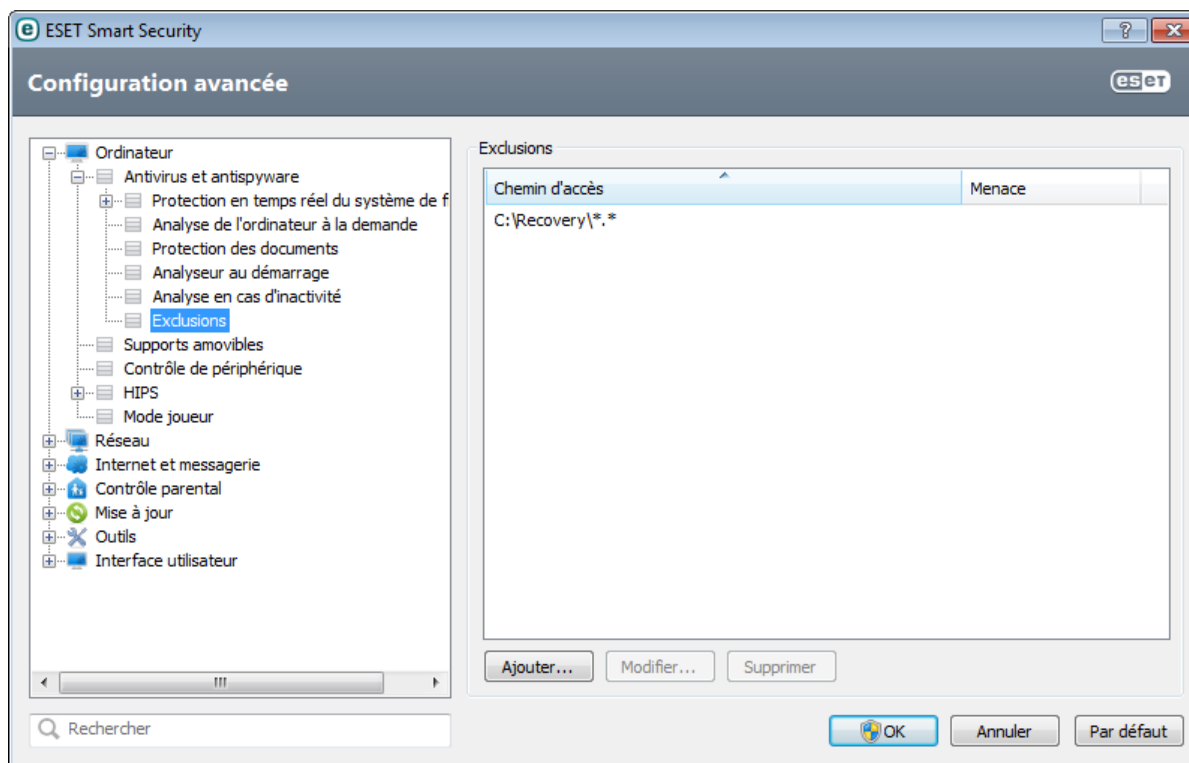 ESET Smart Security
Configuration avancée
eseT
Ordinateur
Antivirus et antispyware
Protection en temps réel du système de f
Analyse de l'ordinateur à la demande
Protection des documents
Analyseur au démarrage
Analyse en cas d'inactivité
Exclusions
Supports amovibles
Contrôle de périphérique
HIPS
Mode joueur
Réseau
Internet et messagerie
Contrôle parental
Mise à jour
Outils
Interface utilisateur
Rechercher
Exclusions
Chemin d'accès Menace
C:\Recovery\*.*
Ajouter... Modifier... Supprimer
OK Annuler Par défaut